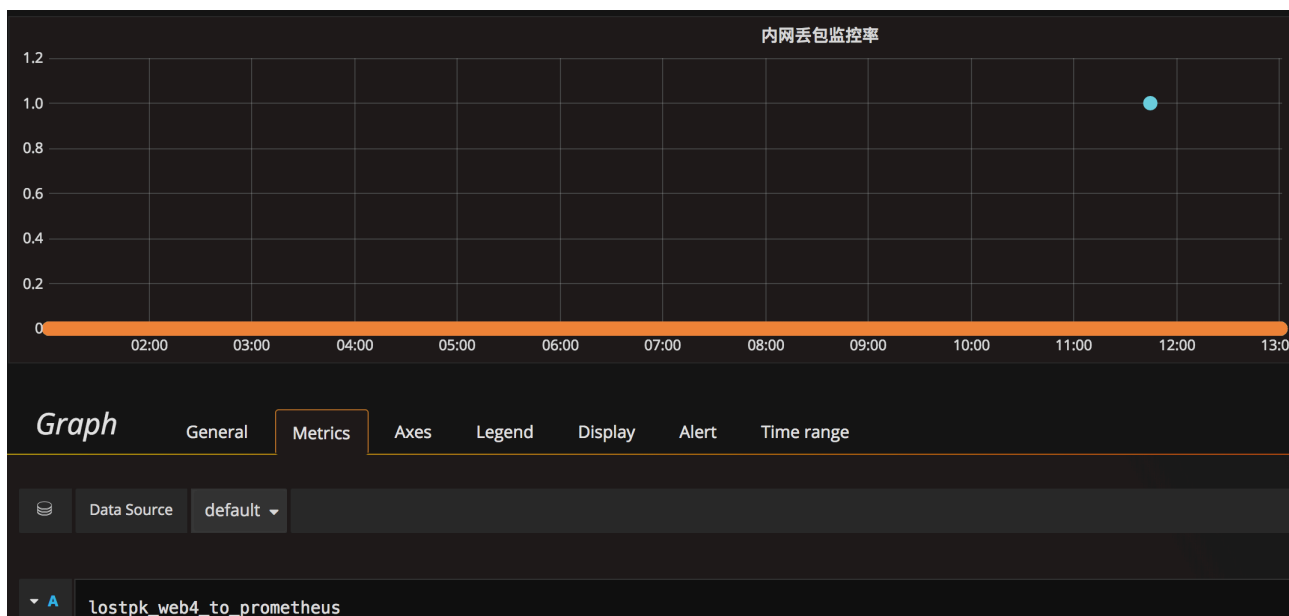 内网丢包监控率
1.2
1.0
0.8
0.6
0.4
0.2
0
02:00 03:00 04:00 05:00 06:00 07:00 08:00 09:00 10:00 11:00 12:00 13:0
Graph General Metrics Axes Legend Display Alert Time range
Data Source default
A lostpk_web4_to_prometheus